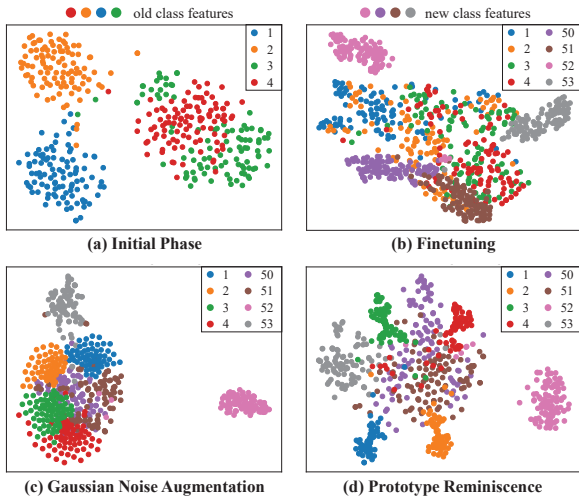 old class features
new class features
1
2
3
4
(a) Initial Phase
1 50
2 51
3 52
4 53
(b) Finetuning
1 50
2 51
3 52
4 53
(c) Gaussian Noise Augmentation
1 50
2 51
3 52
4 53
(d) Prototype Reminiscence